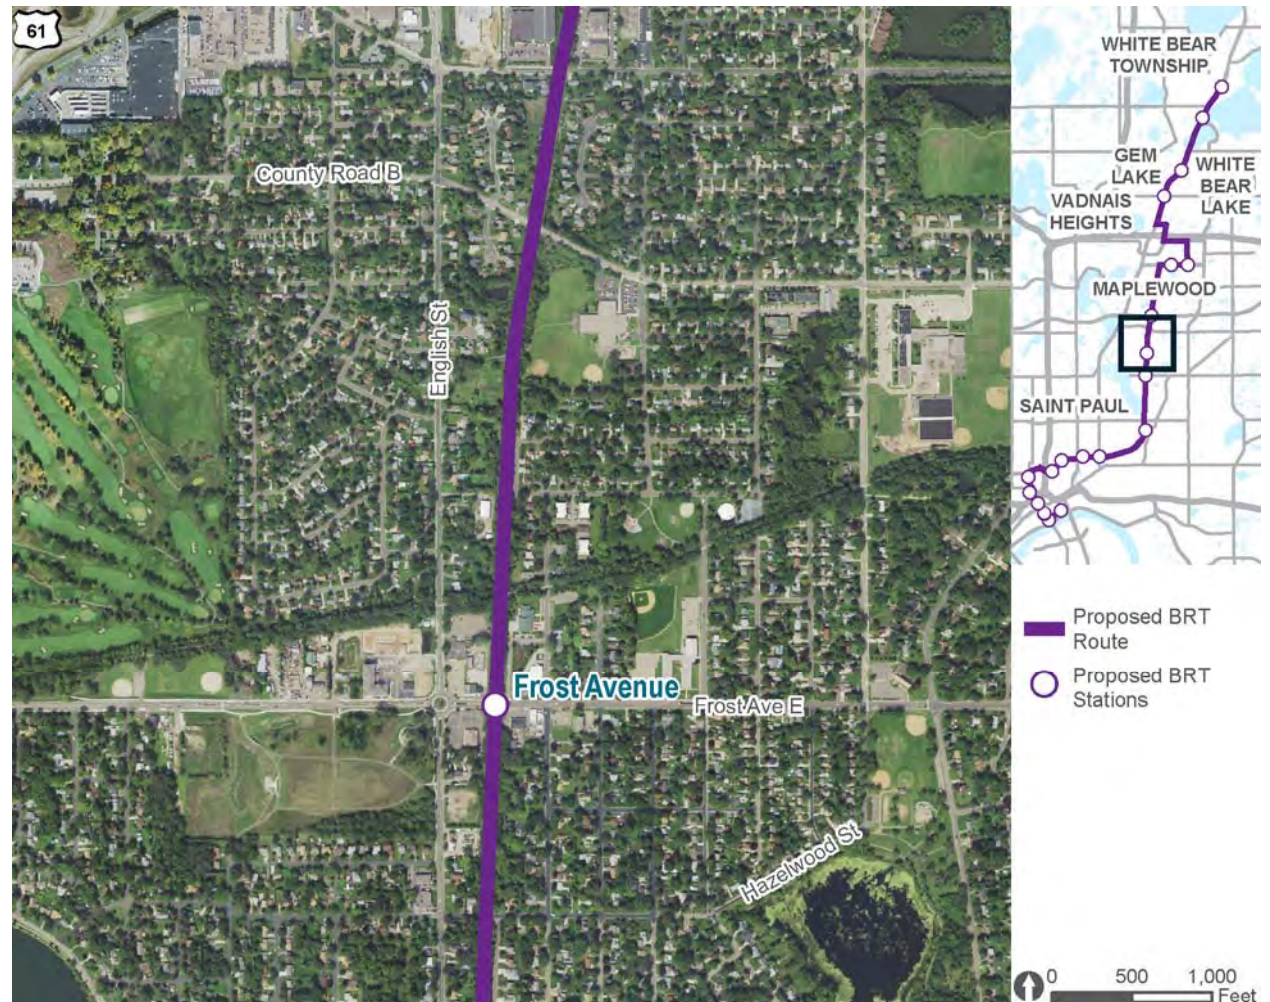 61
County Road B
English St
Frost Avenue
Frost Ave E
Hazelwood St
WHITE BEAR
TOWNSHIP
GEM
LAKE
WHITE
BEAR
LAKE
VADNAIS
HEIGHTS
MAPLEWOOD
SAINT PAUL
Proposed BRT
Route
Proposed BRT
Stations
0 500 1,000
Feet